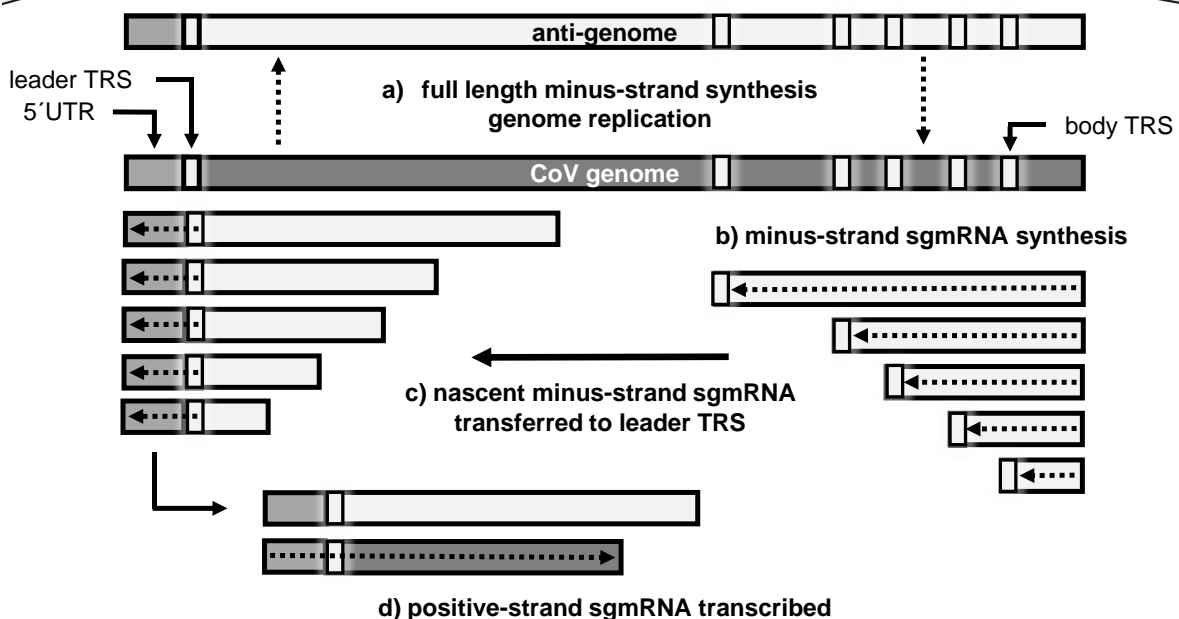 anti-genome
leader TRS
5´UTR
a) full length minus-strand synthesis
genome replication
body TRS
CoV genome
b) minus-strand sgmRNA synthesis
c) nascent minus-strand sgmRNA
transferred to leader TRS
d) positive-strand sgmRNA transcribed